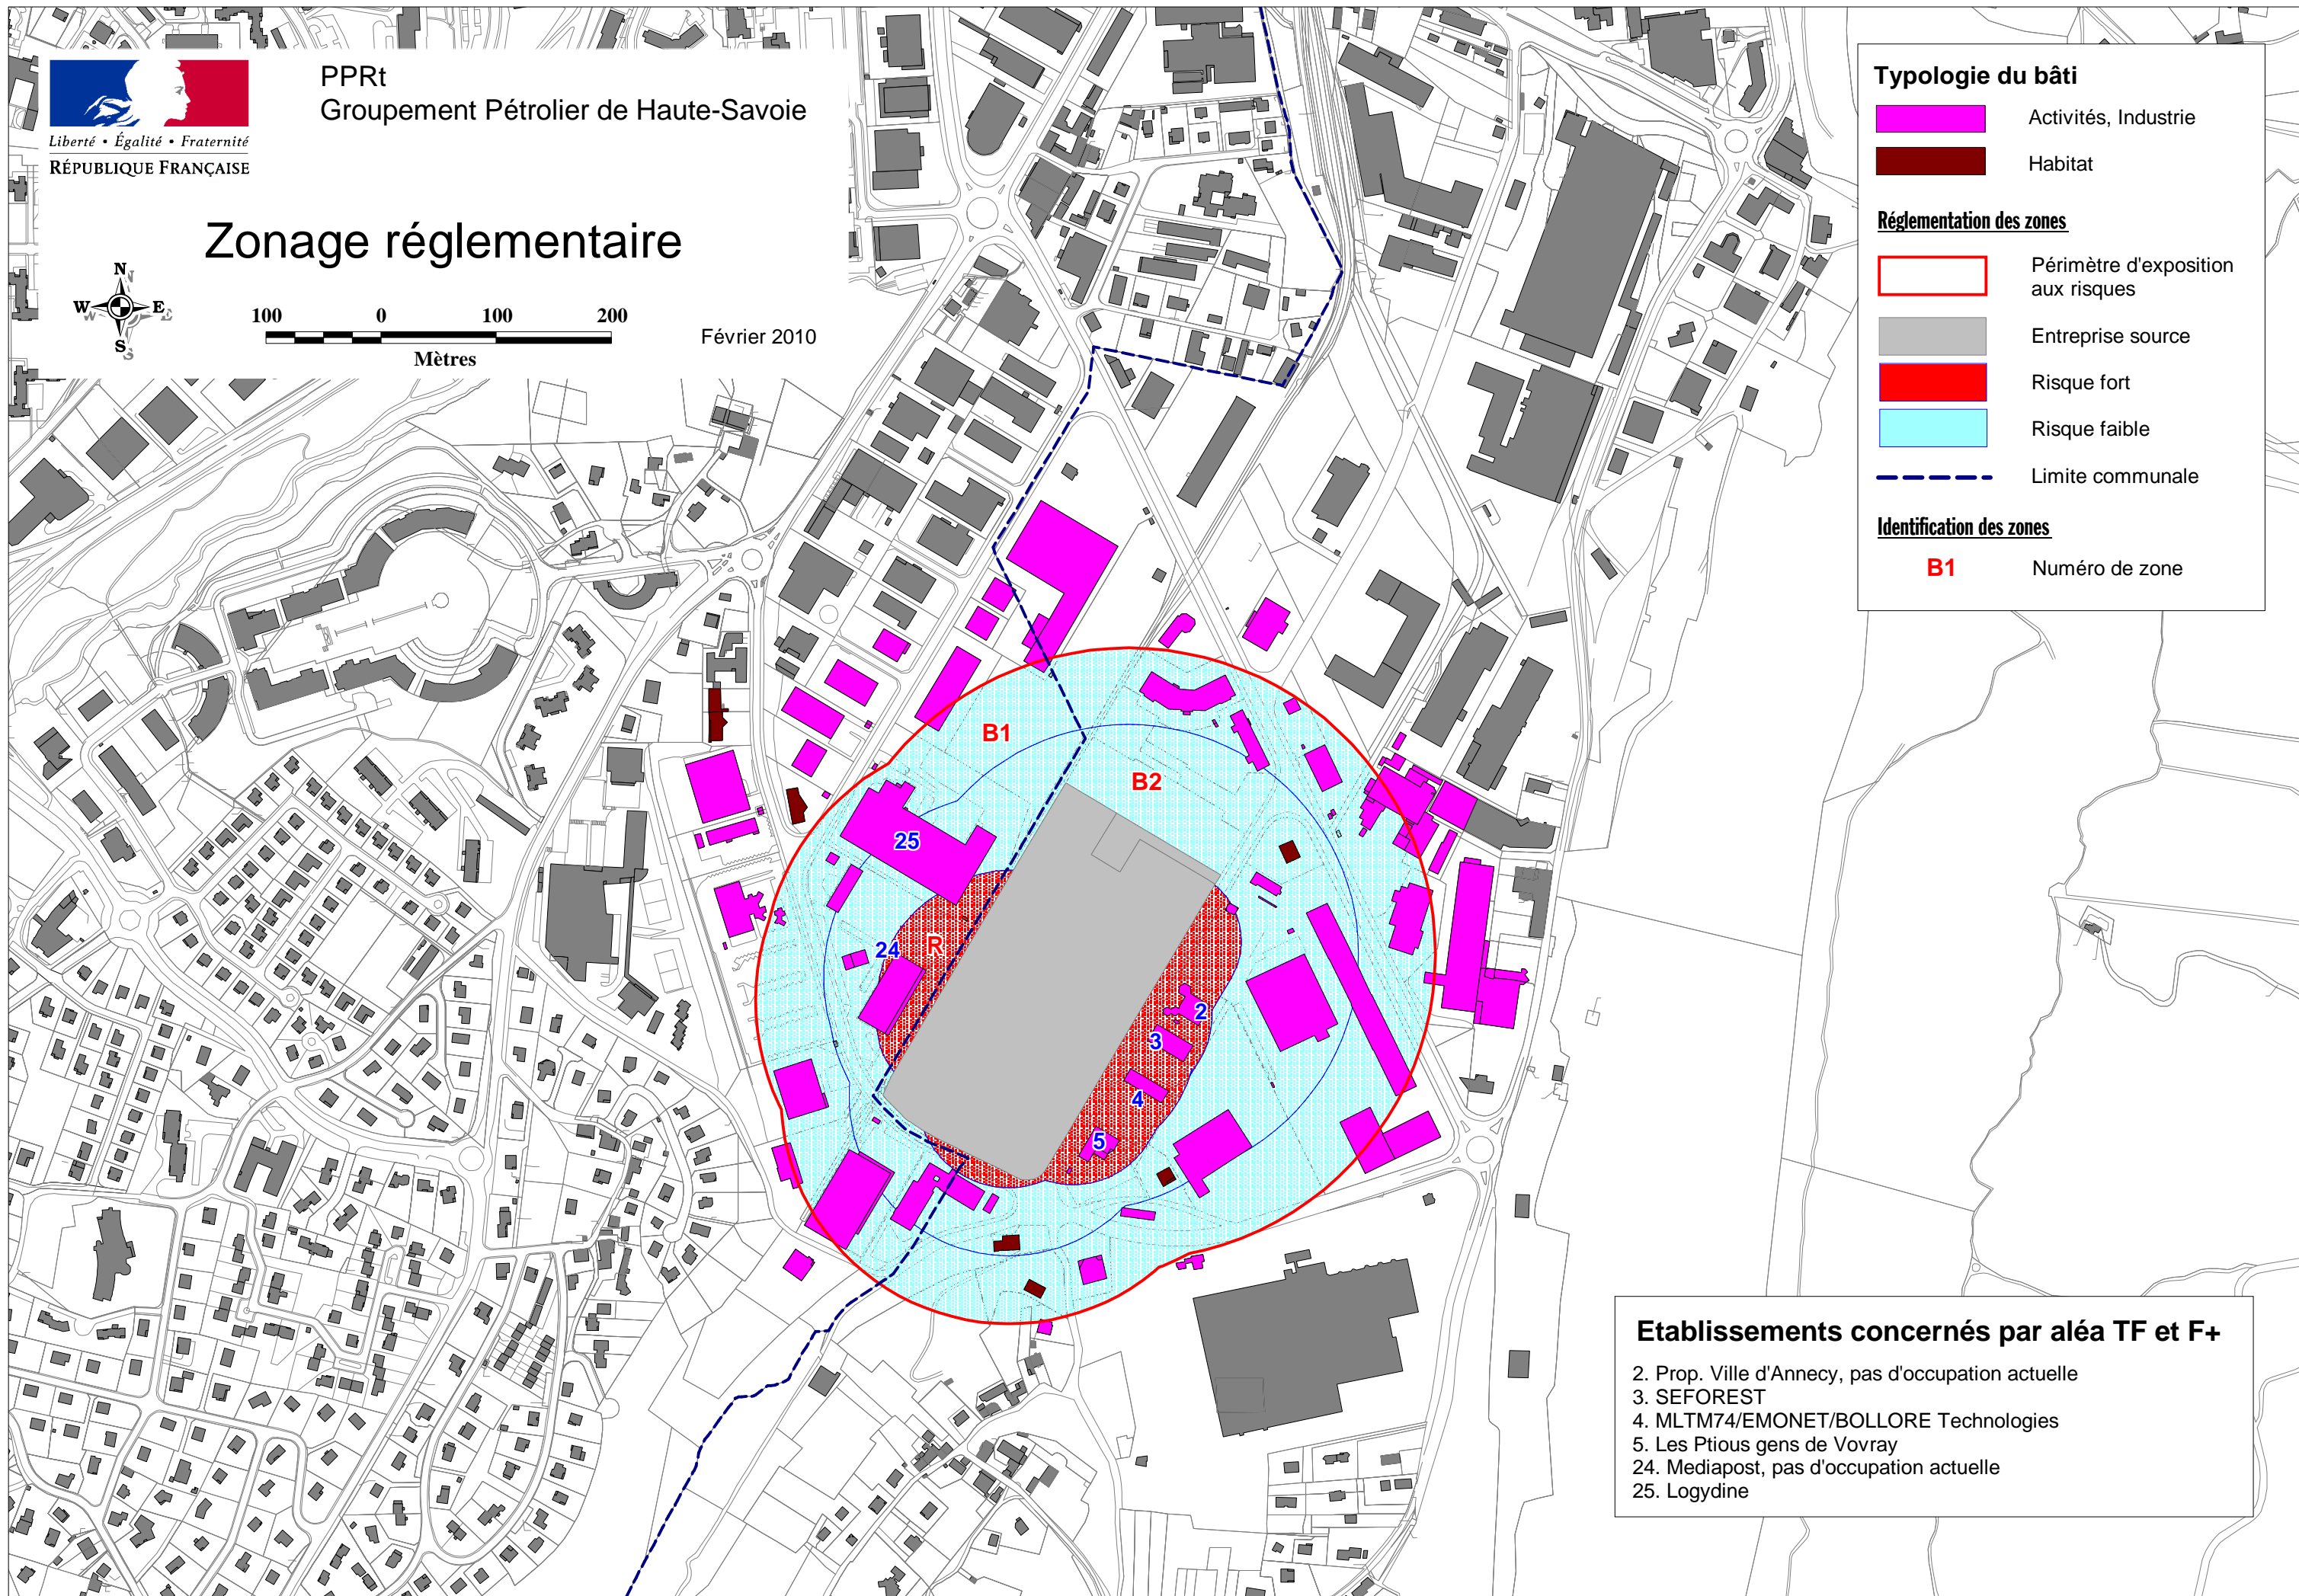 PPRt
Groupement Pétrolier de Haute-Savoie
Liberté • Égalité • Fraternité
RÉPUBLIQUE FRANÇAISE
Zonage réglementaire
N
W E
S
100 0 100 200
Mètres
Février 2010
Typologie du bâti
Activités, Industrie
Habitat
Réglementation des zones
Périmètre d'exposition
aux risques
Entreprise source
Risque fort
Risque faible
Limite communale
Identification des zones
B1 Numéro de zone
B1
B2
25
24
R
2
3
4
5
Etablissements concernés par aléa TF et F+
2. Prop. Ville d'Annecy, pas d'occupation actuelle
3. SEFOREST
4. MLTM74/EMONET/BOLLORE Technologies
5. Les Ptious gens de Vovray
24. Mediapost, pas d'occupation actuelle
25. Logydine